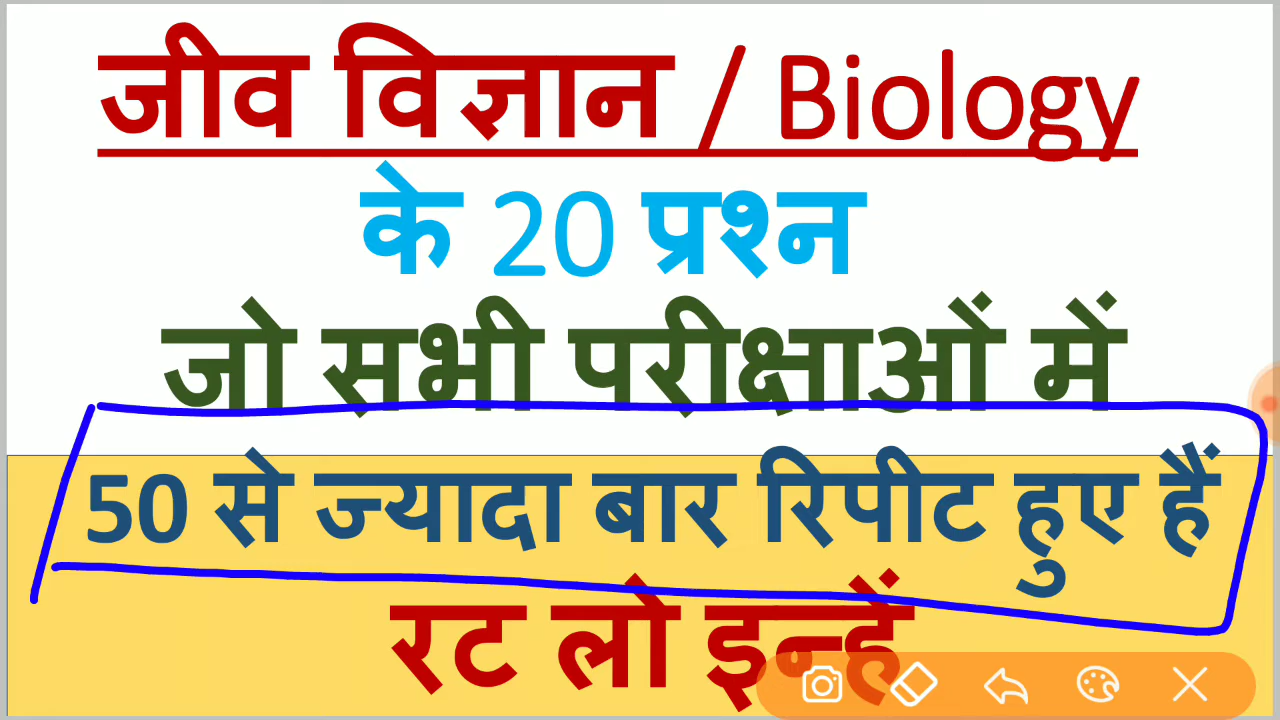 जीव विज्ञान / Biology
के 20 प्रश्न
जो सभी परीक्षाओं में
50 से ज्यादा बार रिपीट हुए हैं
रट लो इन्हें